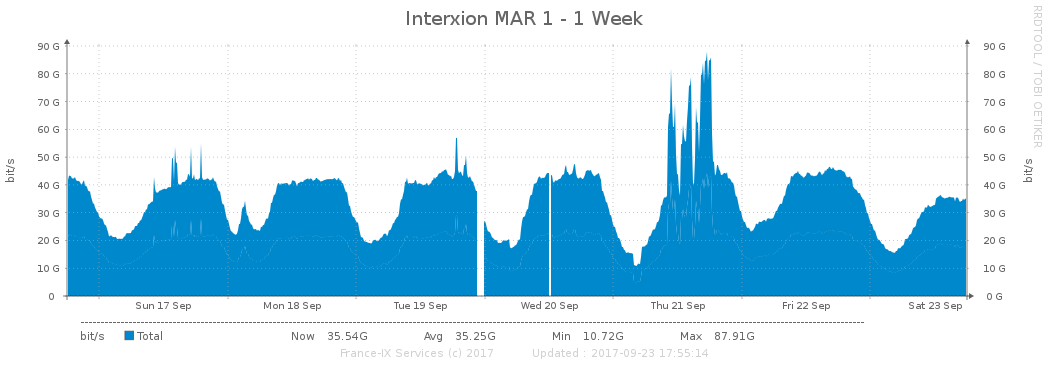 Interxion MAR 1 - 1 Week
RRDTOOL / TOBI OETIKER
bit/s
90 G
80 G
70 G
60 G
50 G
40 G
30 G
20 G
10 G
0
90 G
80 G
70 G
60 G
50 G
40 G
30 G
20 G
10 G
0 G
bit/s
Sun 17 Sep Mon 18 Sep Tue 19 Sep Wed 20 Sep Thu 21 Sep Fri 22 Sep Sat 23 Sep
bit/s Total Now 35.54G Avg 35.25G Min 10.72G Max 87.91G
France-IX Services (c) 2017 Updated : 2017-09-23 17:55:14